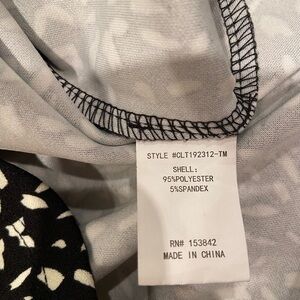 STYLE #CLT192312-TM
SHELL:
95%POLYESTER
5%SPANDEX
RN# 153842
MADE IN CHINA